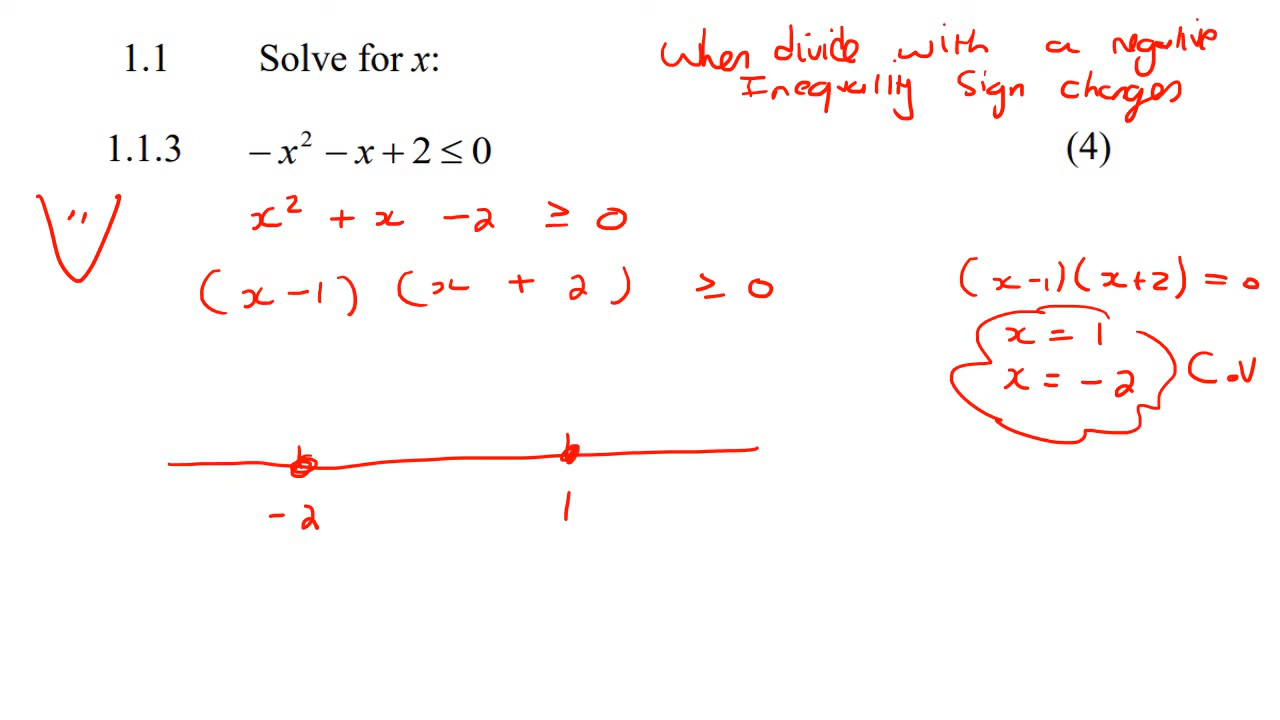 1.1 Solve for x:
When divide with a negative
Inequality Sign changes
1.1.3 −x² − x + 2 ≤ 0 (4)
x² + x − 2 ≥ 0
(x − 1) (x + 2) ≥ 0
(x − 1)(x + 2) = 0
x = 1
x = − 2
C.V
− 2 1